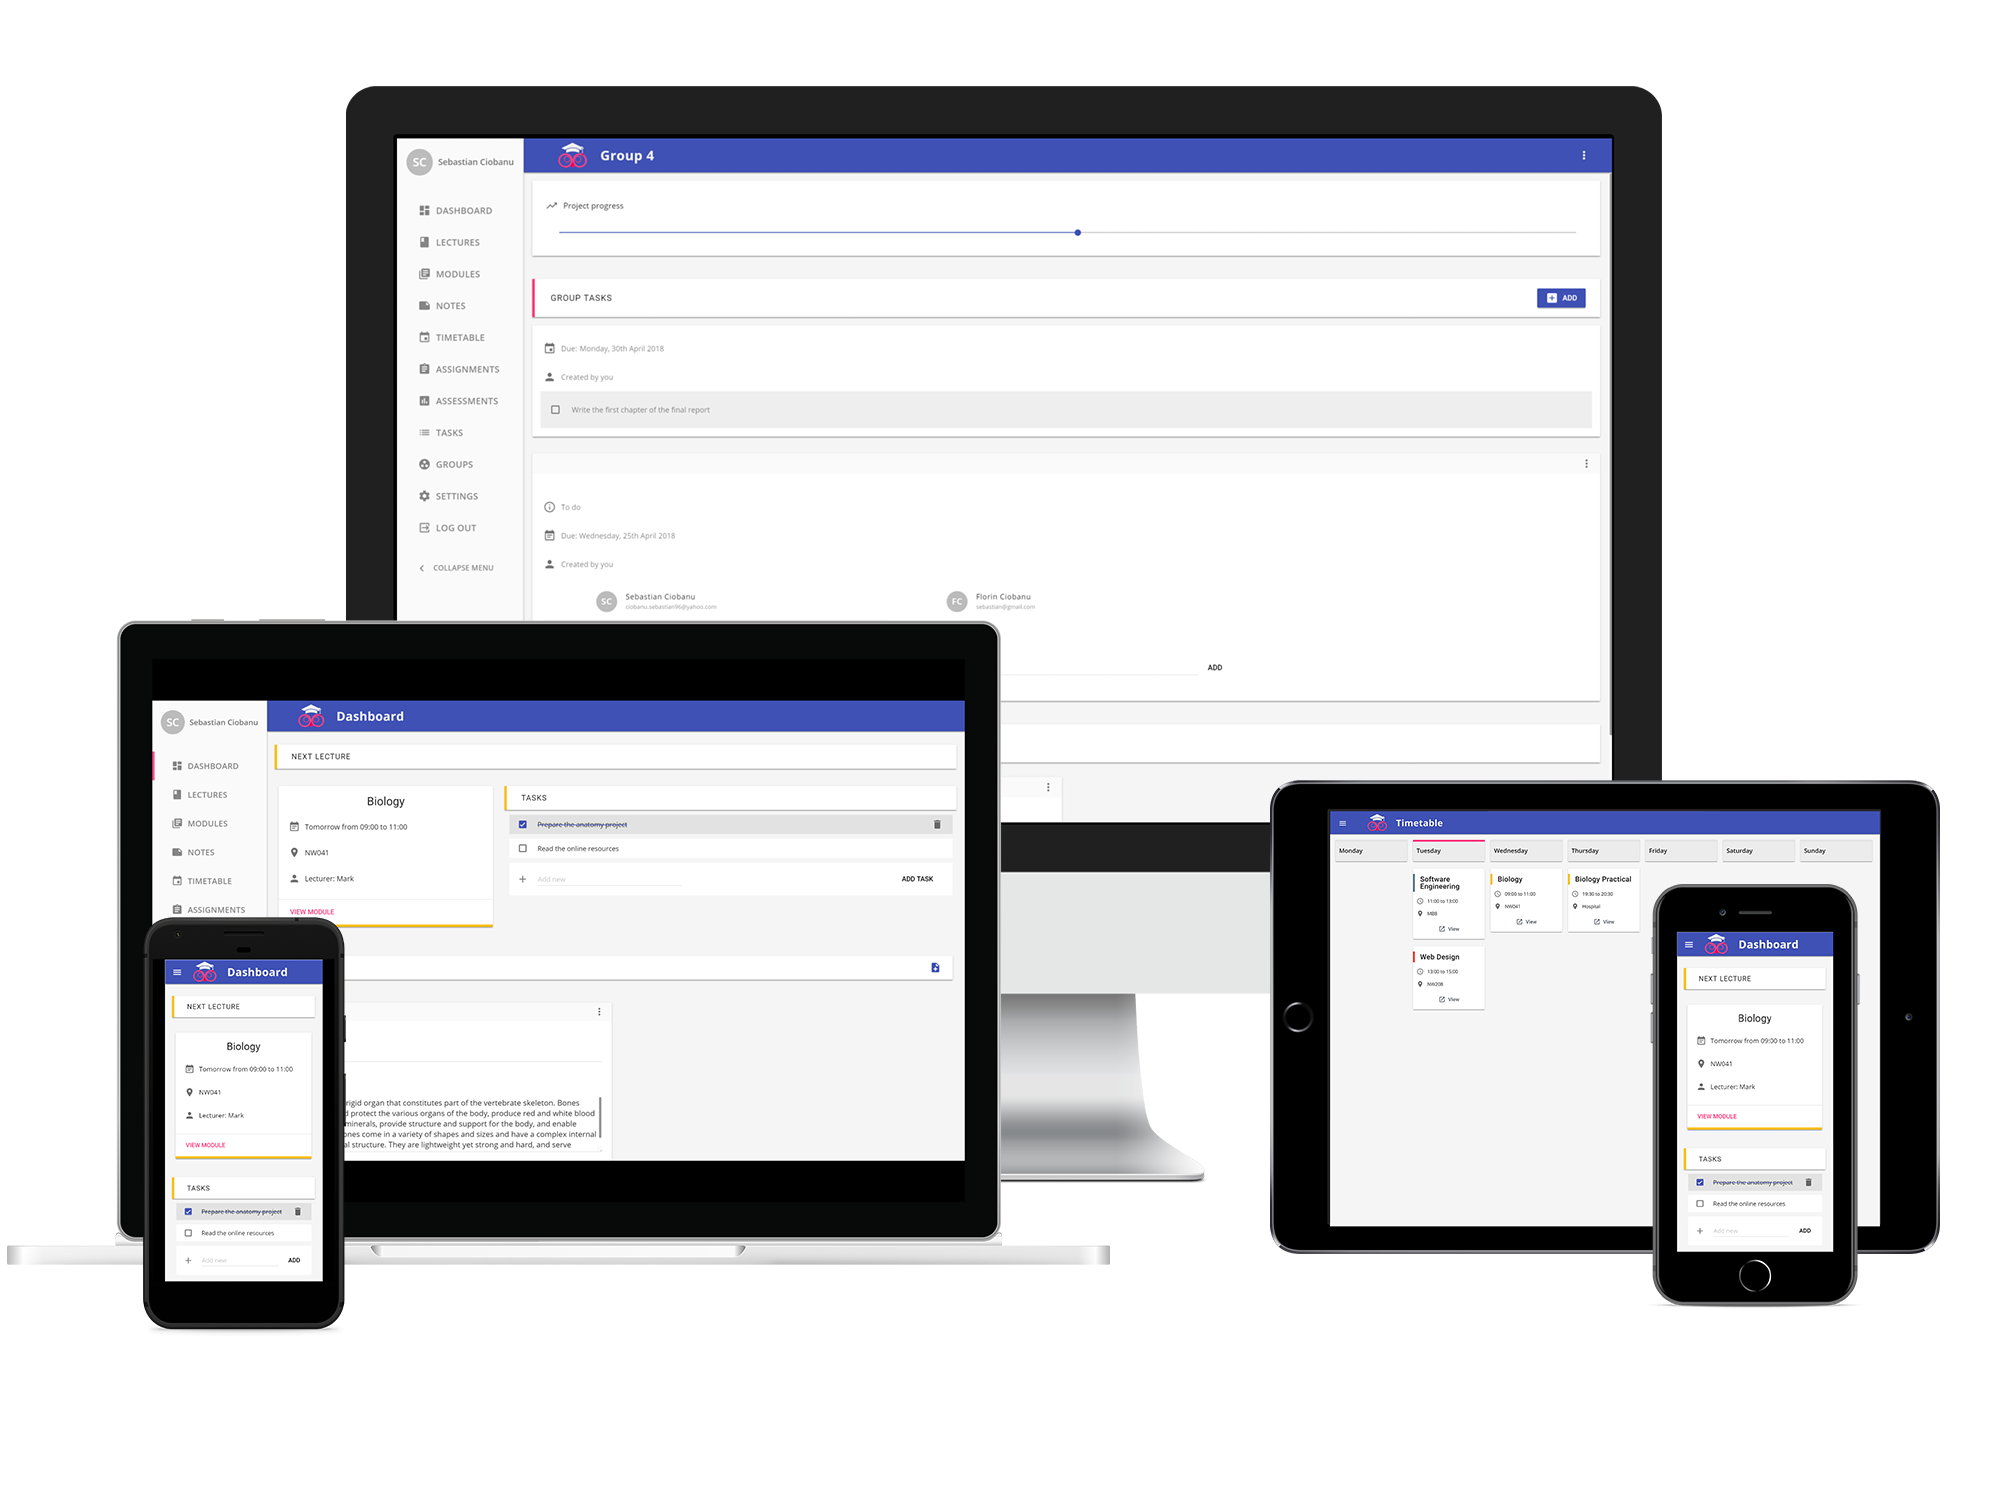 SC Sebastian Ciobanu
Group 4
DASHBOARD
LECTURES
MODULES
NOTES
TIMETABLE
ASSIGNMENTS
ASSESSMENTS
TASKS
GROUPS
SETTINGS
LOG OUT
COLLAPSE MENU
Project progress
GROUP TASKS
ADD
Due: Monday, 30th April 2018
Created by you
Write the first chapter of the final report
To do
Due: Wednesday, 25th April 2018
Created by you
SC Sebastian Ciobanu
ciobanu.sebastian96@yahoo.com
FC Florin Ciobanu
sebastian@gmail.com
ADD
SC Sebastian Ciobanu
Dashboard
DASHBOARD
LECTURES
MODULES
NOTES
TIMETABLE
ASSIGNMENTS
NEXT LECTURE
Biology
Tomorrow from 09:00 to 11:00
NW041
Lecturer: Mark
VIEW MODULE
TASKS
Prepare the anatomy project
Read the online resources
Add new
ADD TASK
rigid organ that constitutes part of the vertebrate skeleton. Bones
protect the various organs of the body, produce red and white blood
minerals, provide structure and support for the body, and enable
ones come in a variety of shapes and sizes and have a complex internal
al structure. They are lightweight yet strong and hard, and serve
Dashboard
NEXT LECTURE
Biology
Tomorrow from 09:00 to 11:00
NW041
Lecturer: Mark
VIEW MODULE
TASKS
Prepare the anatomy project
Read the online resources
Add new
ADD
Timetable
Monday
Tuesday
Wednesday
Thursday
Friday
Saturday
Sunday
Software
Engineering
11:00 to 13:00
MB8
View
Web Design
13:00 to 15:00
NW208
View
Biology
09:00 to 11:00
NW041
View
Biology Practical
19:30 to 20:30
Hospital
View
Dashboard
NEXT LECTURE
Biology
Tomorrow from 09:00 to 11:00
NW041
Lecturer: Mark
VIEW MODULE
TASKS
Prepare the anatomy project
Read the online resources
Add new
ADD